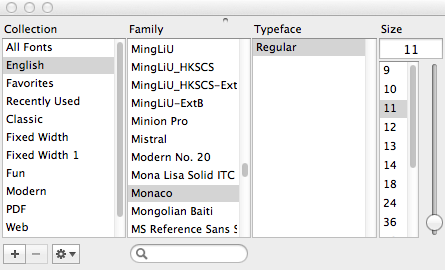 Collection Family Typeface Size
All Fonts
English
Favorites
Recently Used
Classic
Fixed Width
Fixed Width 1
Fun
Modern
PDF
Web
MingLiU
MingLiU_HKSCS
MingLiU_HKSCS-Ext
MingLiU-ExtB
Minion Pro
Mistral
Modern No. 20
Mona Lisa Solid ITC
Monaco
Mongolian Baiti
MS Reference Sans S
Regular
11
9
10
11
12
13
14
18
24
36